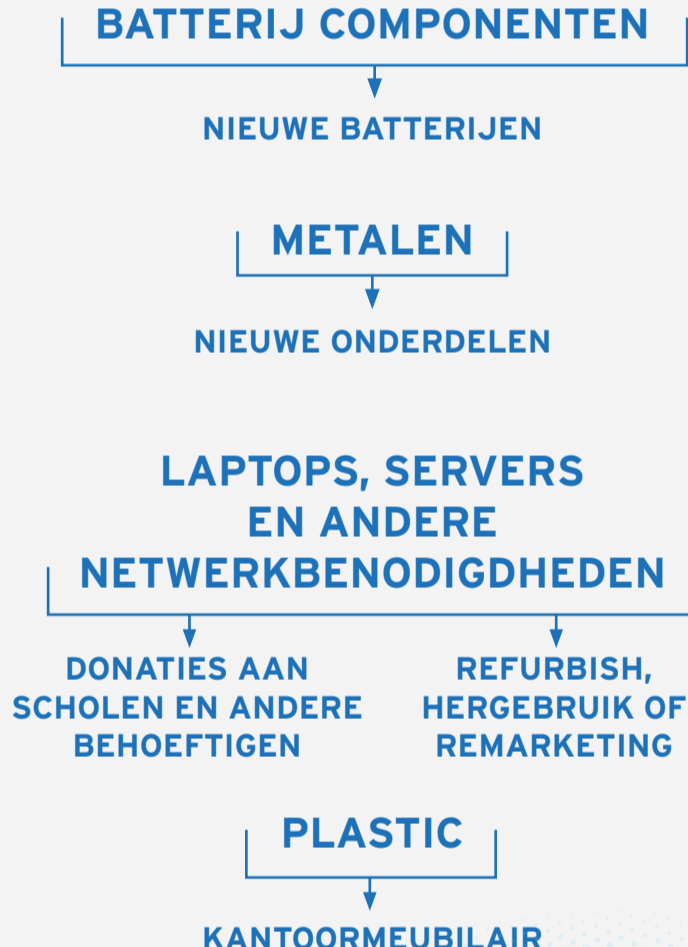 BATTERIJ COMPONENTEN
NIEUWE BATTERIJEN
METALEN
NIEUWE ONDERDELEN
LAPTOPS, SERVERS
EN ANDERE
NETWERKBENODIGDHEDEN
DONATIES AAN
SCHOLEN EN ANDERE
BEHOEFTIGEN
REFURBISH,
HERGEBRUIK OF
REMARKETING
PLASTIC
KANTOORMEUBILAIR